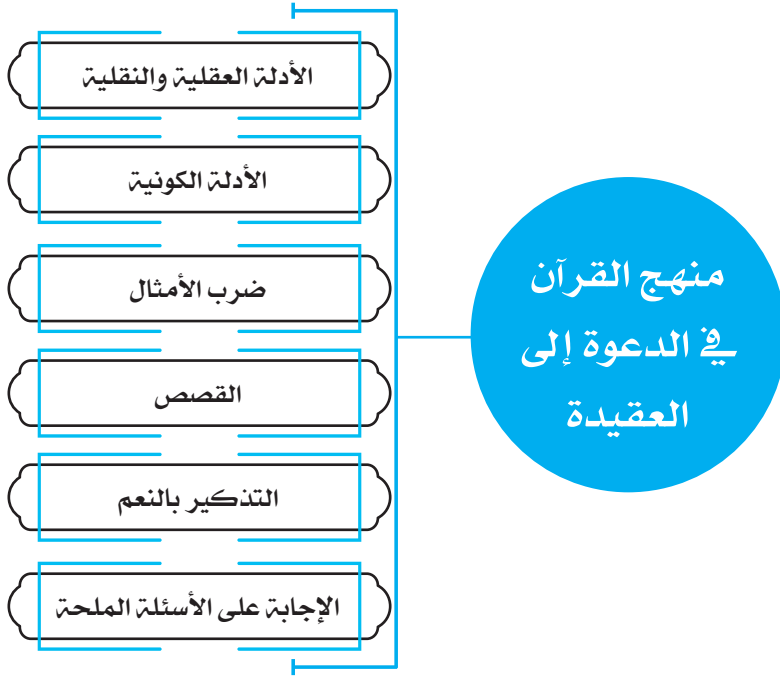 منهج القرآن
في الدعوة إلى
العقيدة
الأدلة العقلية والنقلية
الأدلة الكونية
ضرب الأمثال
القصص
التذكير بالنعم
الإجابة على الأسئلة الملحة